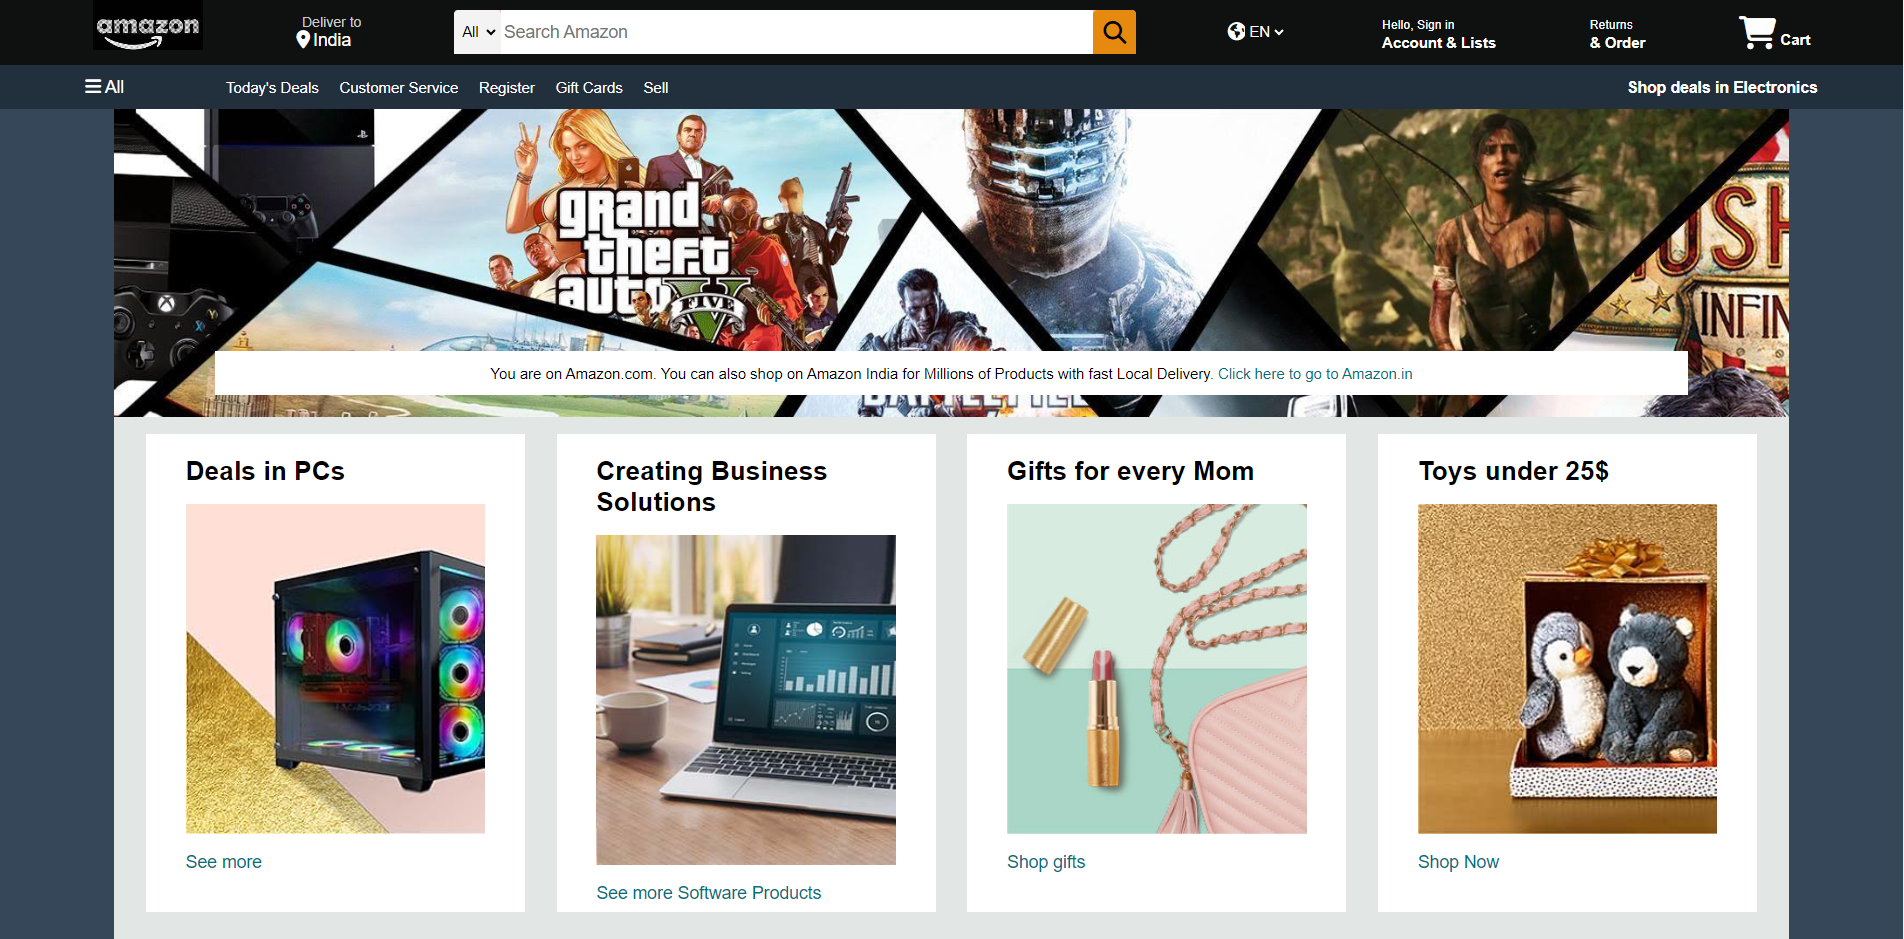 amazon
Deliver to
India
All
Search Amazon
EN
Hello, Sign in
Account & Lists
Returns
& Order
Cart
All
Today's Deals
Customer Service
Register
Gift Cards
Sell
Shop deals in Electronics
grand
theft
auto
V
FIVE
USH
INFIN
You are on Amazon.com. You can also shop on Amazon India for Millions of Products with fast Local Delivery. Click here to go to Amazon.in
Deals in PCs
Creating Business
Solutions
Gifts for every Mom
Toys under 25$
See more
See more Software Products
Shop gifts
Shop Now